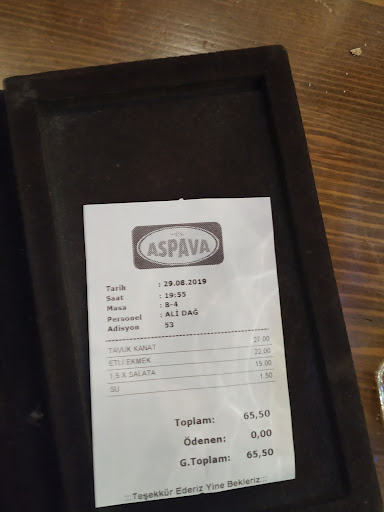 ASPAVA
Tarih : 29.08.2019
Saat : 19:55
Masa : B-4
Personel : ALİ DAĞ
Adisyon 53
TAVUK KANAT 27.00
ETLİ EKMEK 22.00
1,5 X SALATA 15.00
SU 1.50
Toplam: 65,50
Ödenen: 0,00
G.Toplam: 65,50
:::Teşekkür Ederiz Yine Bekleriz:::